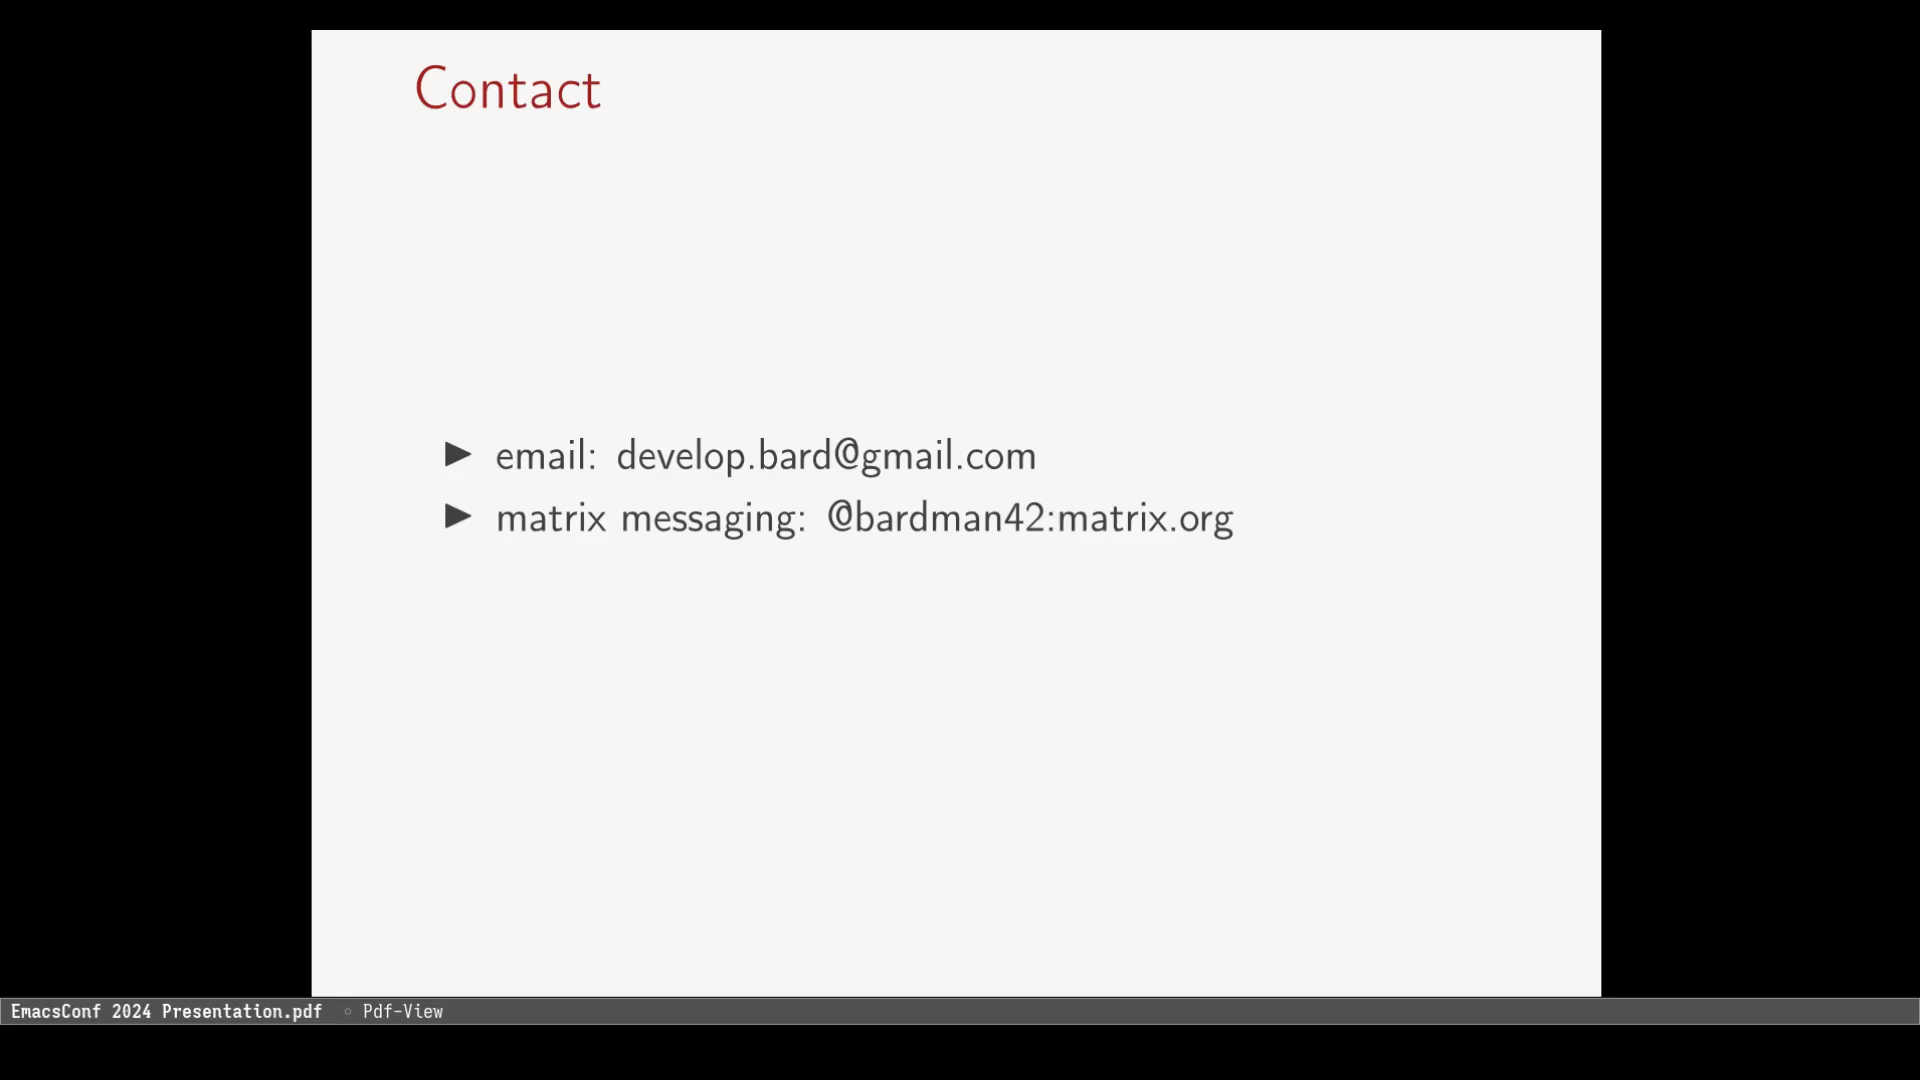 Contact
▶ email: develop.bard@gmail.com
▶ matrix messaging: @bardman42:matrix.org
EmacsConf 2024 Presentation.pdf ◦ Pdf-View